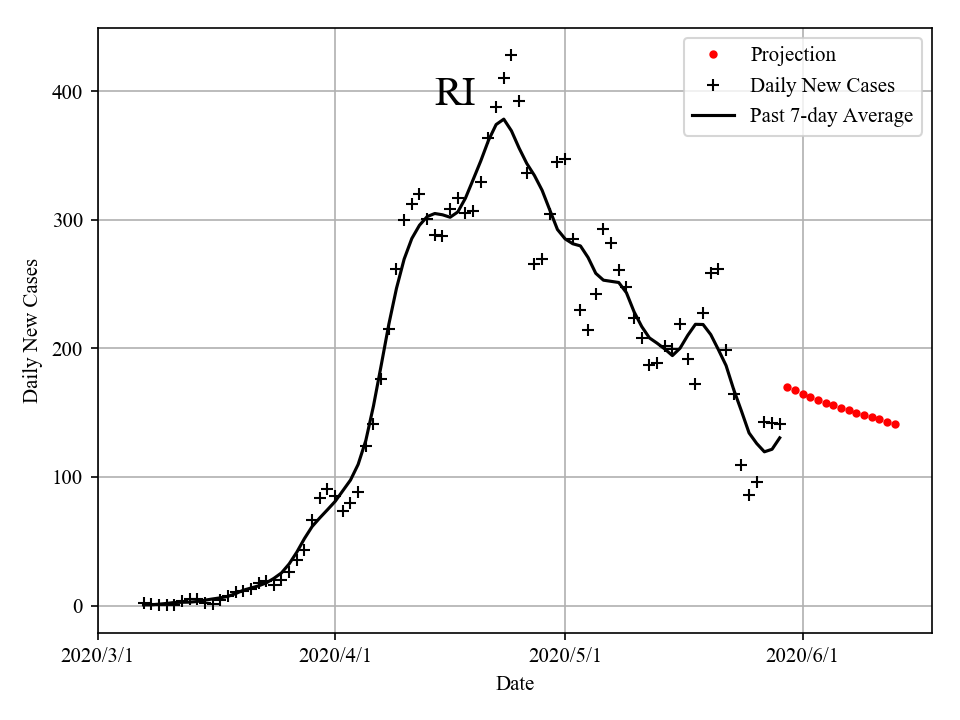 RI
Projection
Daily New Cases
Past 7-day Average
400
300
200
100
0
Daily New Cases
2020/3/1
2020/4/1
2020/5/1
2020/6/1
Date